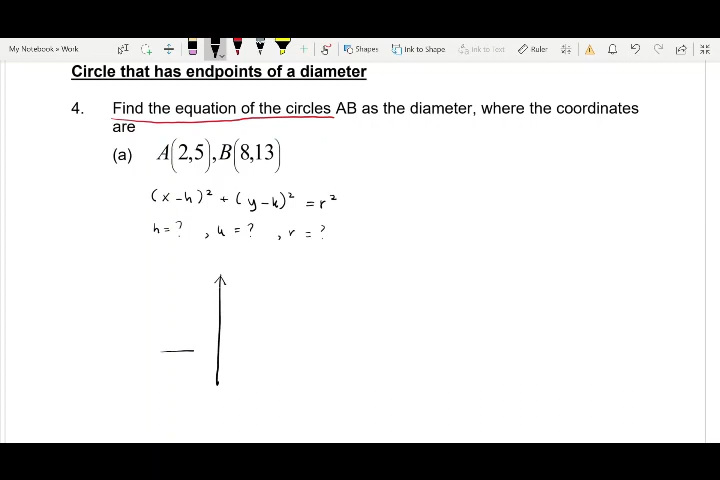 My Notebook » Work
Shapes
Ink to Shape
Ink to Text
Ruler
Circle that has endpoints of a diameter
4. Find the equation of the circles AB as the diameter, where the coordinates
are
(a) A(2,5), B(8,13)
(x-h)² + (y-k)² = r²
h = ? , k = ? , r = ?